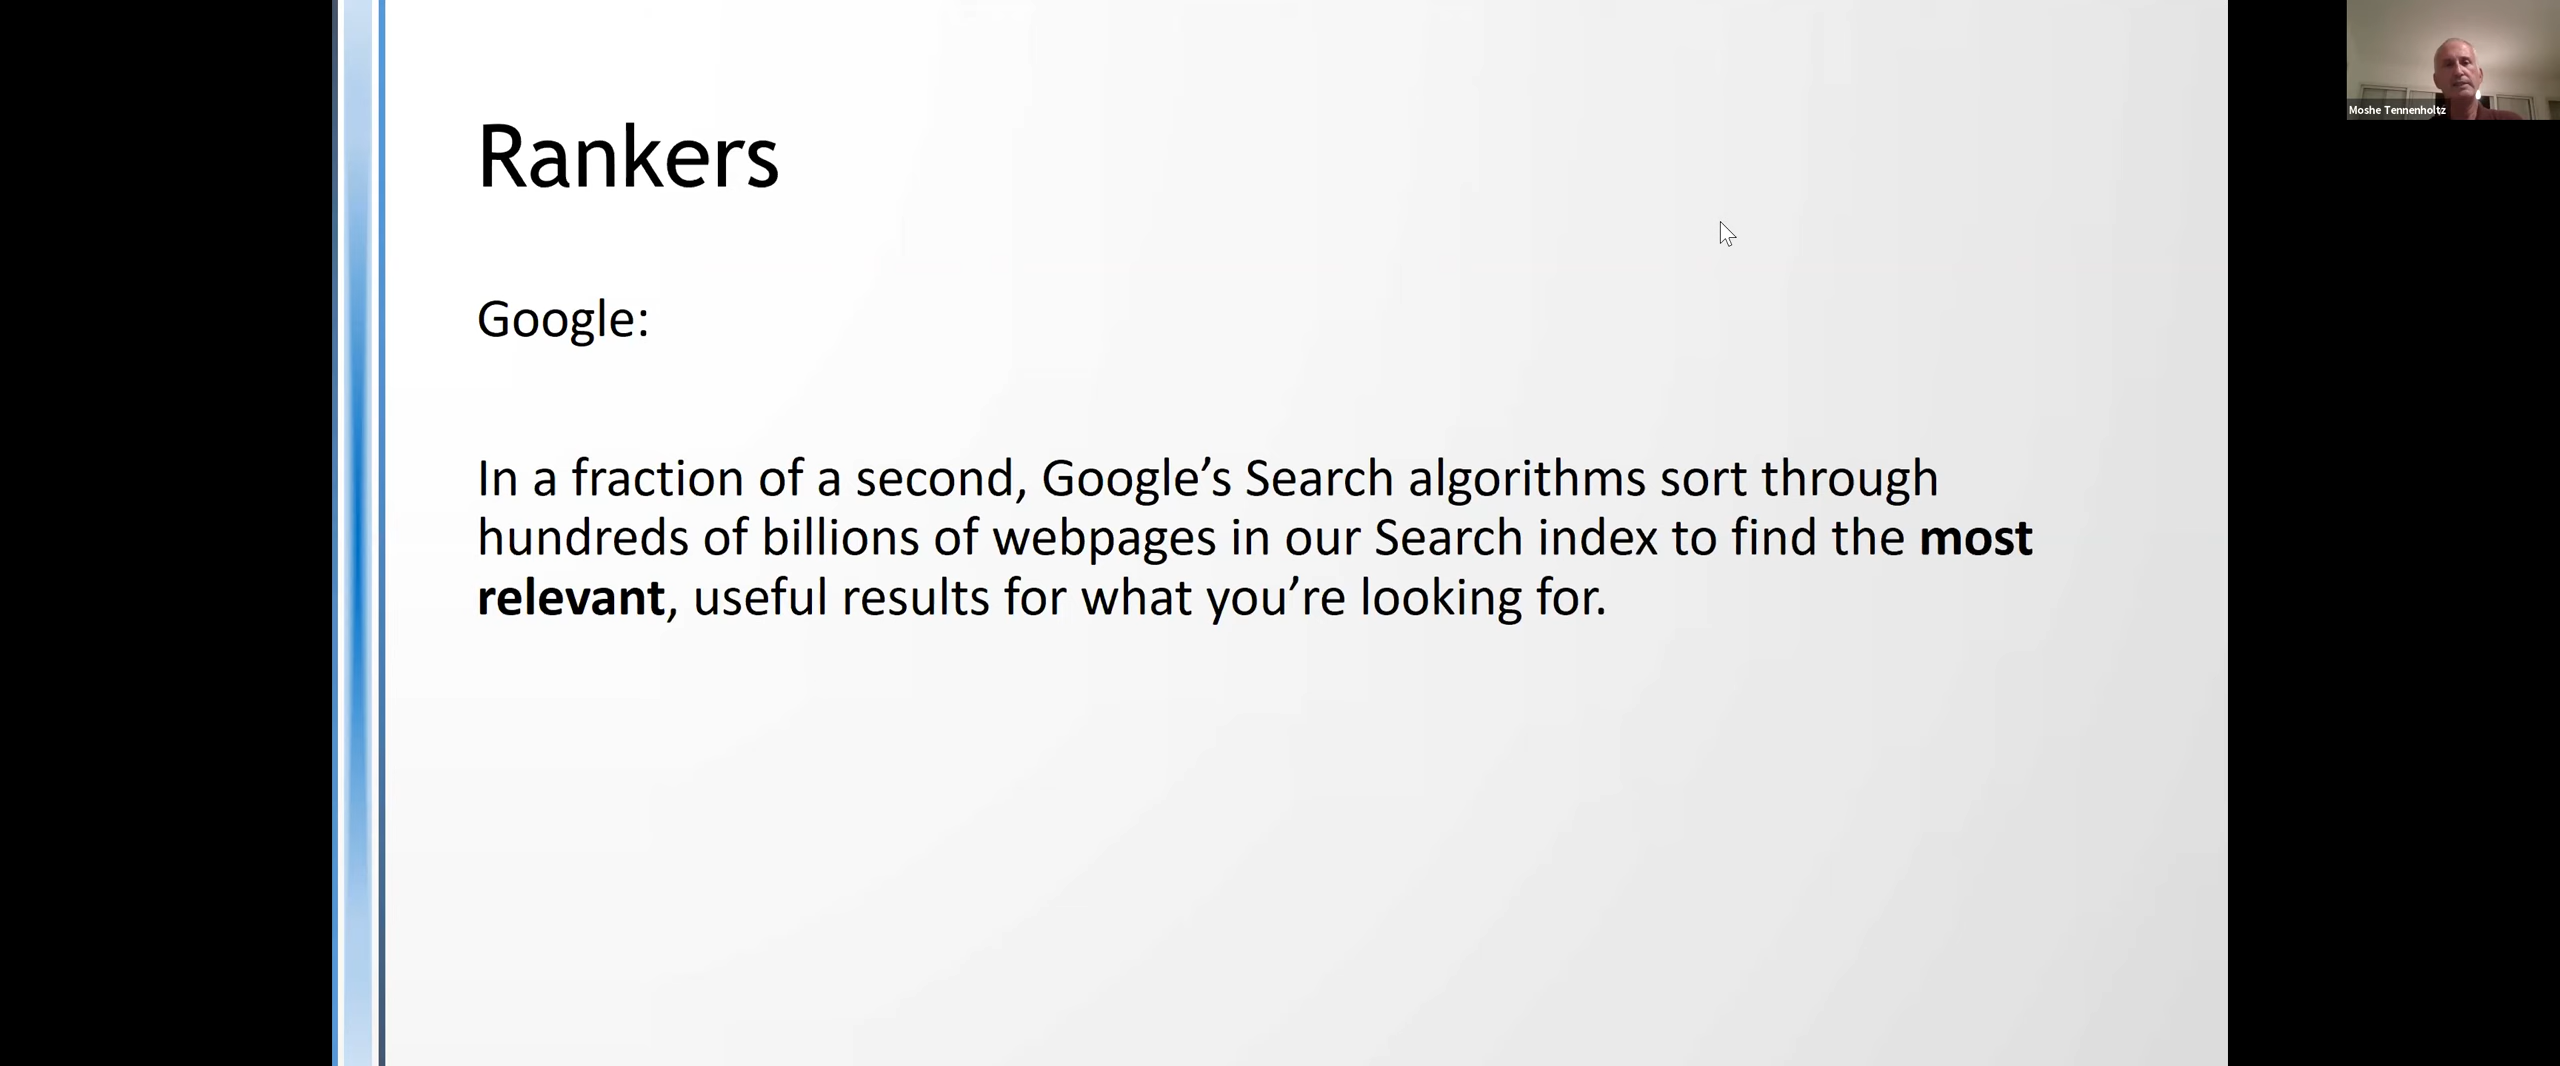 Rankers
Google:
In a fraction of a second, Google’s Search algorithms sort through
hundreds of billions of webpages in our Search index to find the most
relevant, useful results for what you’re looking for.
Moshe Tennenholtz